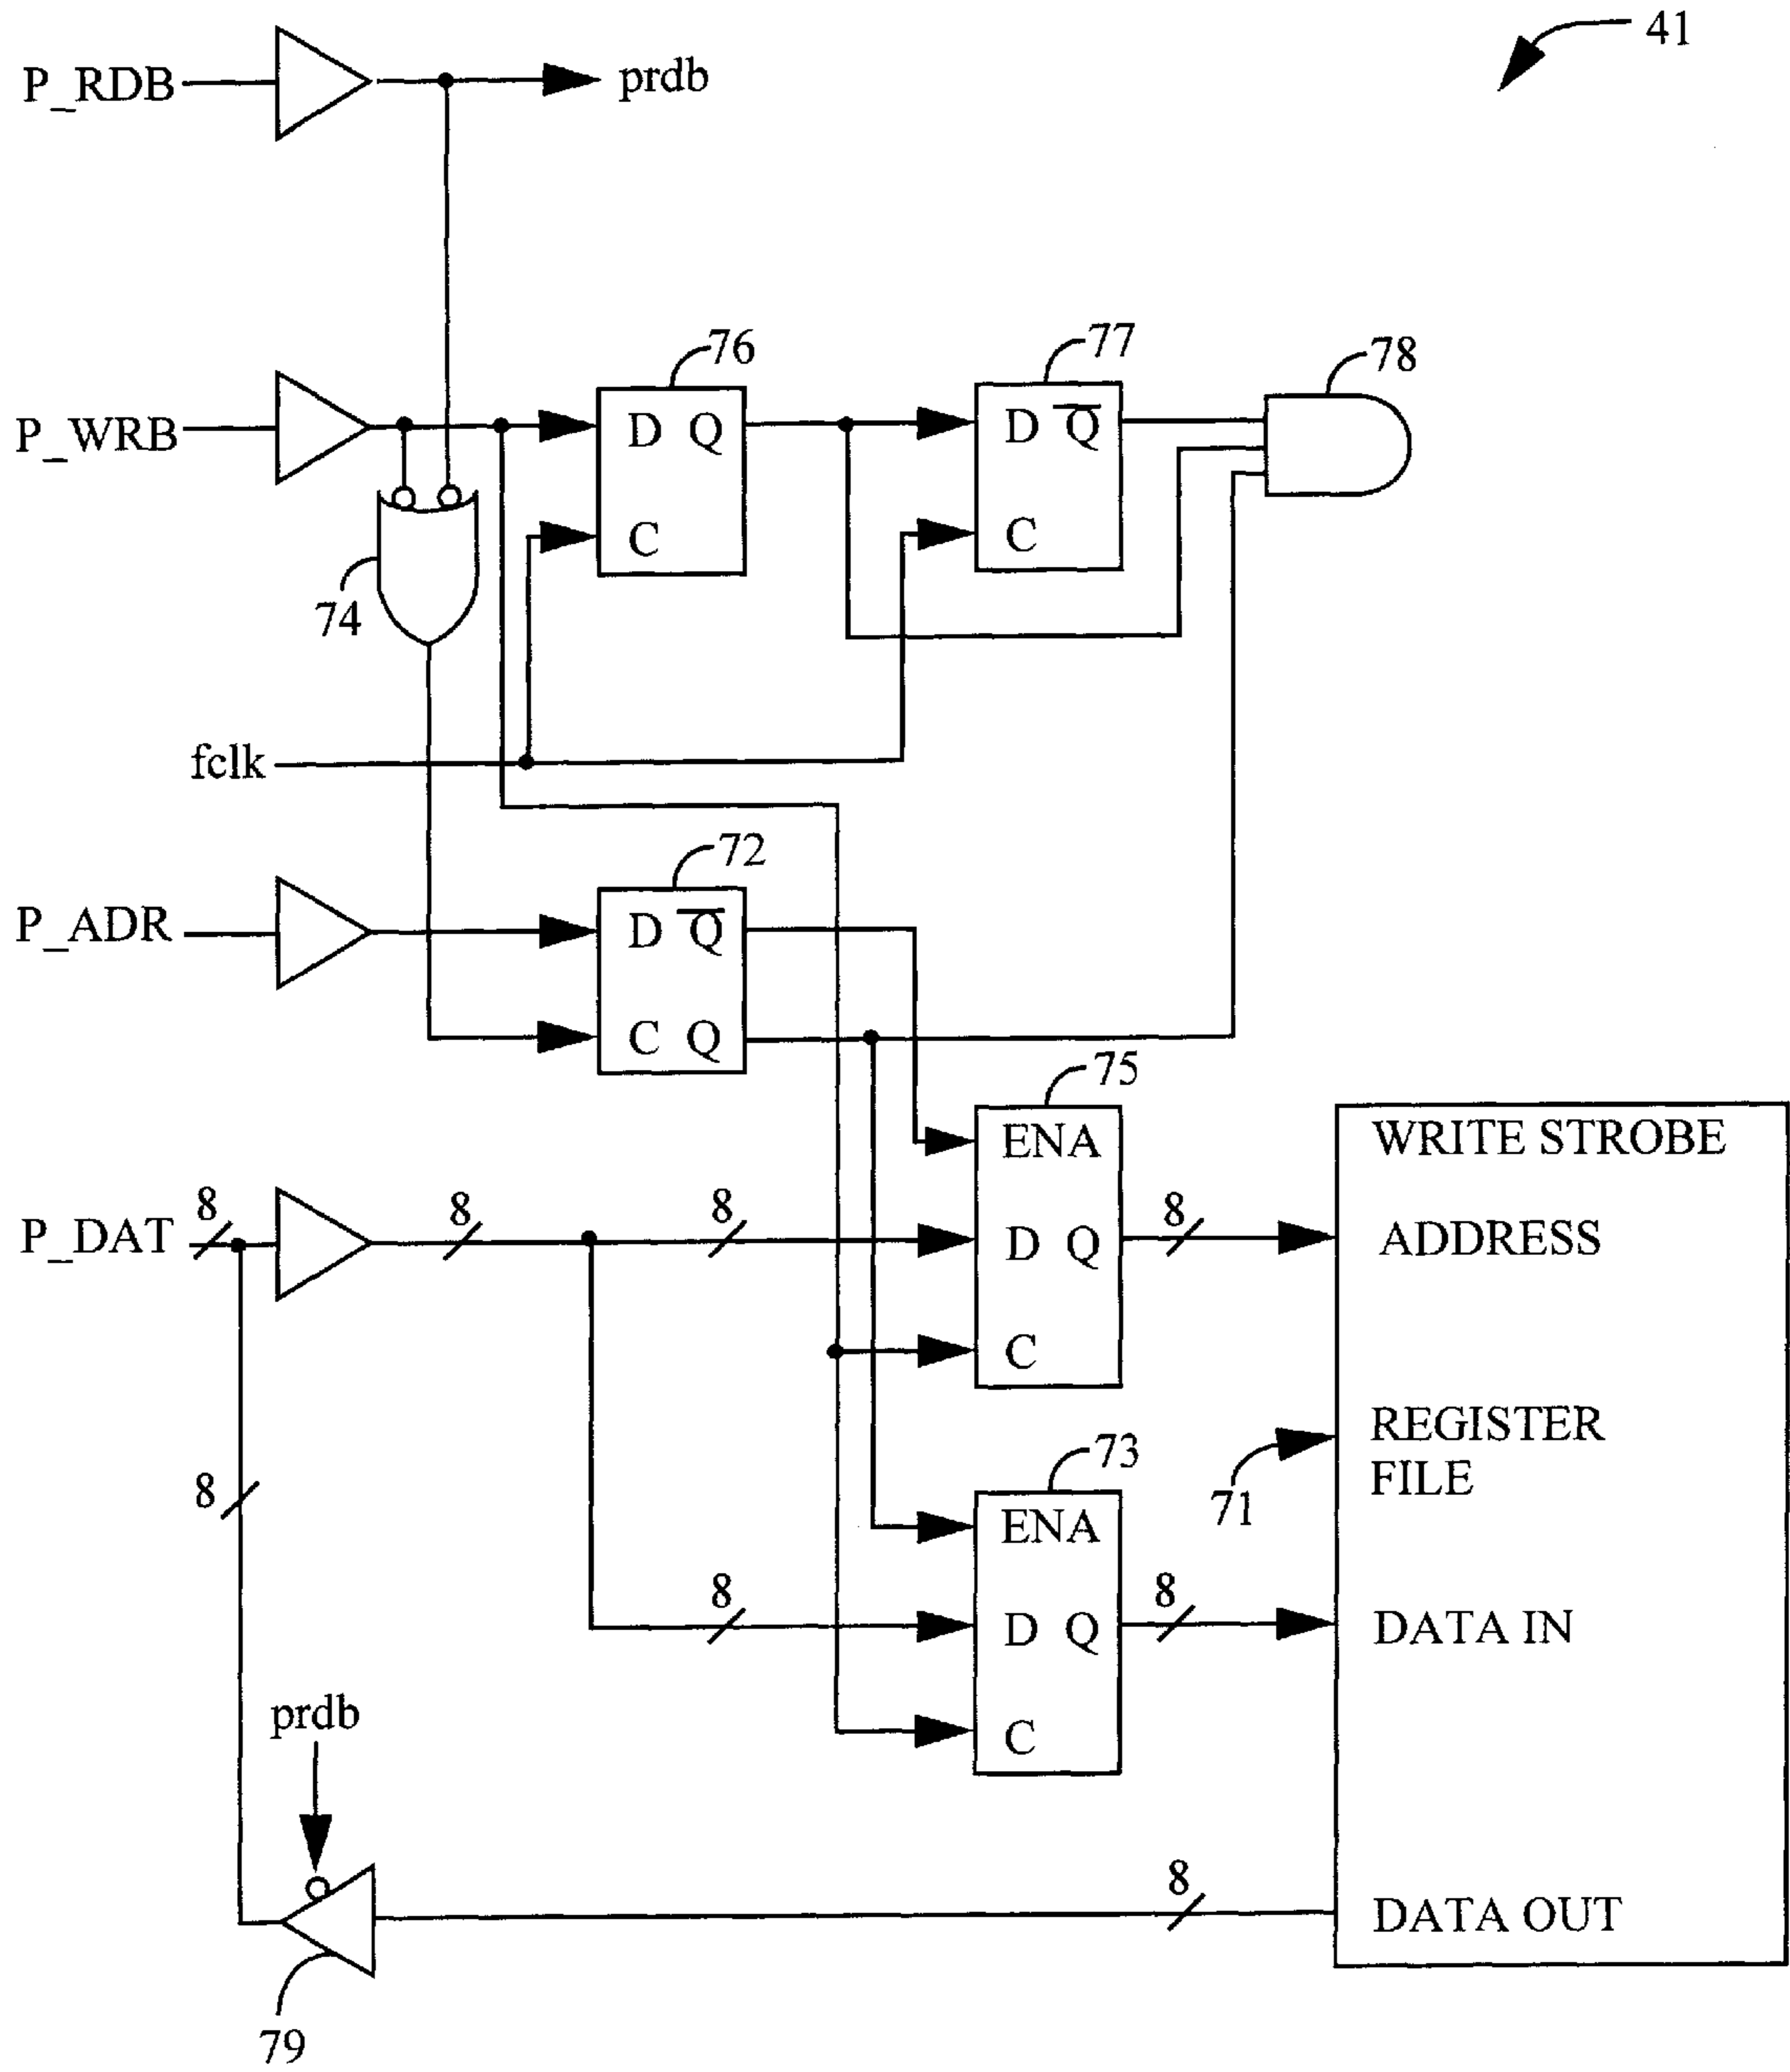 41
P_RDB
prdb
76
77
78
P_WRB
D Q
D Q̅
C
C
74
fclk
72
P_ADR
D Q̅
C Q
75
ENA
WRITE STROBE
P_DAT
8
8
8
8
D Q
ADDRESS
C
REGISTER
FILE
71
73
8
ENA
8
8
D Q
DATA IN
prdb
C
8
DATA OUT
79